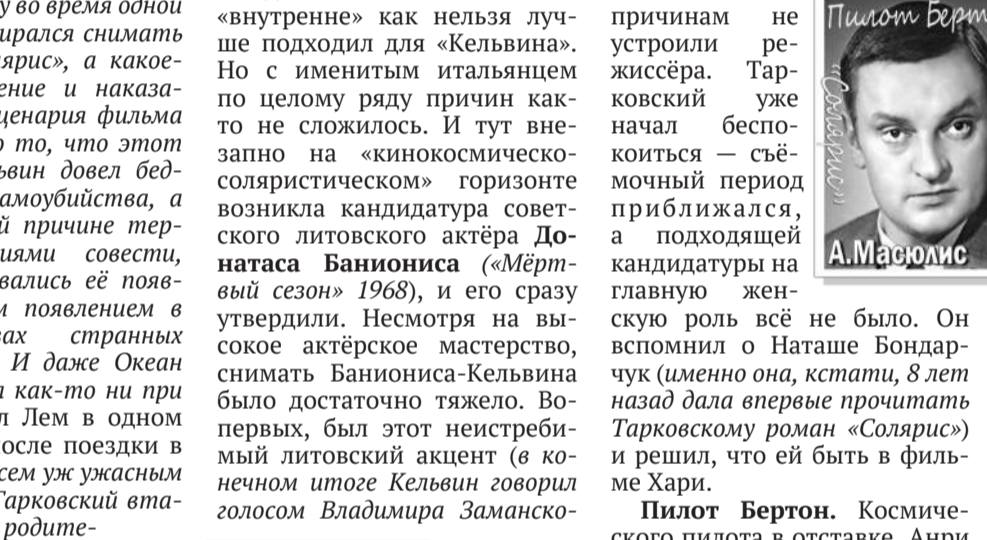 у во время одной
ирался снимать
ярис», а какое-
ение и наказа-
ценария фильма
о то, что этот
ьвин довел бед-
амоубийства, а
й причине тер-
иями совести,
вались её появ-
м появлением в
вах странных
И даже Океан
л как-то ни при
л Лем в одном
после поездки в
сем уж ужасным
Тарковский вта-
родите-
«внутренне» как нельзя луч-
ше подходил для «Кельвина».
Но с именитым итальянцем
по целому ряду причин как-
то не сложилось. И тут вне-
запно на «кинокосмическо-
соляристическом» горизонте
возникла кандидатура совет-
ского литовского актёра До-
натаса Баниониса («Мёрт-
вый сезон» 1968), и его сразу
утвердили. Несмотря на вы-
сокое актёрское мастерство,
снимать Баниониса-Кельвина
было достаточно тяжело. Во-
первых, был этот неистреби-
мый литовский акцент (в ко-
нечном итоге Кельвин говорил
голосом Владимира Заманско-
причинам не
устроили ре-
жиссёра. Тар-
ковский уже
начал беспо-
коиться — съё-
мочный период
приближался,
а подходящей
кандидатуры на
главную жен-
скую роль всё не было. Он
вспомнил о Наташе Бондар-
чук (именно она, кстати, 8 лет
назад дала впервые прочитать
Тарковскому роман «Солярис»)
и решил, что ей быть в филь-
ме Хари.
Пилот Бертон. Космиче-
ского пилота в отставке, Анри
Пилот Берт
"Солярис"
А.Масюлис